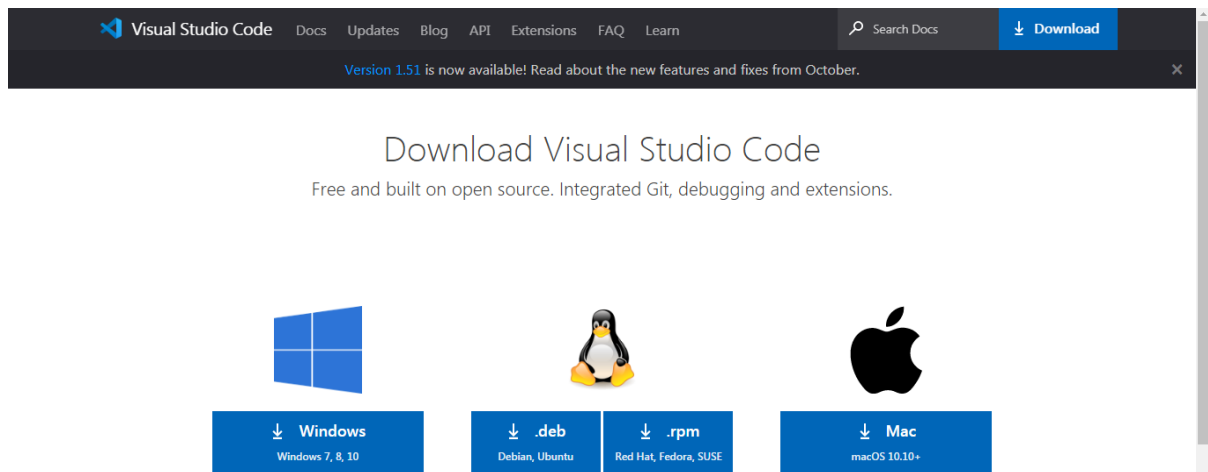 Visual Studio Code Docs Updates Blog API Extensions FAQ Learn Search Docs Download
Version 1.51 is now available! Read about the new features and fixes from October.
Download Visual Studio Code
Free and built on open source. Integrated Git, debugging and extensions.
Windows
Windows 7, 8, 10
.deb
Debian, Ubuntu
.rpm
Red Hat, Fedora, SUSE
Mac
macOS 10.10+